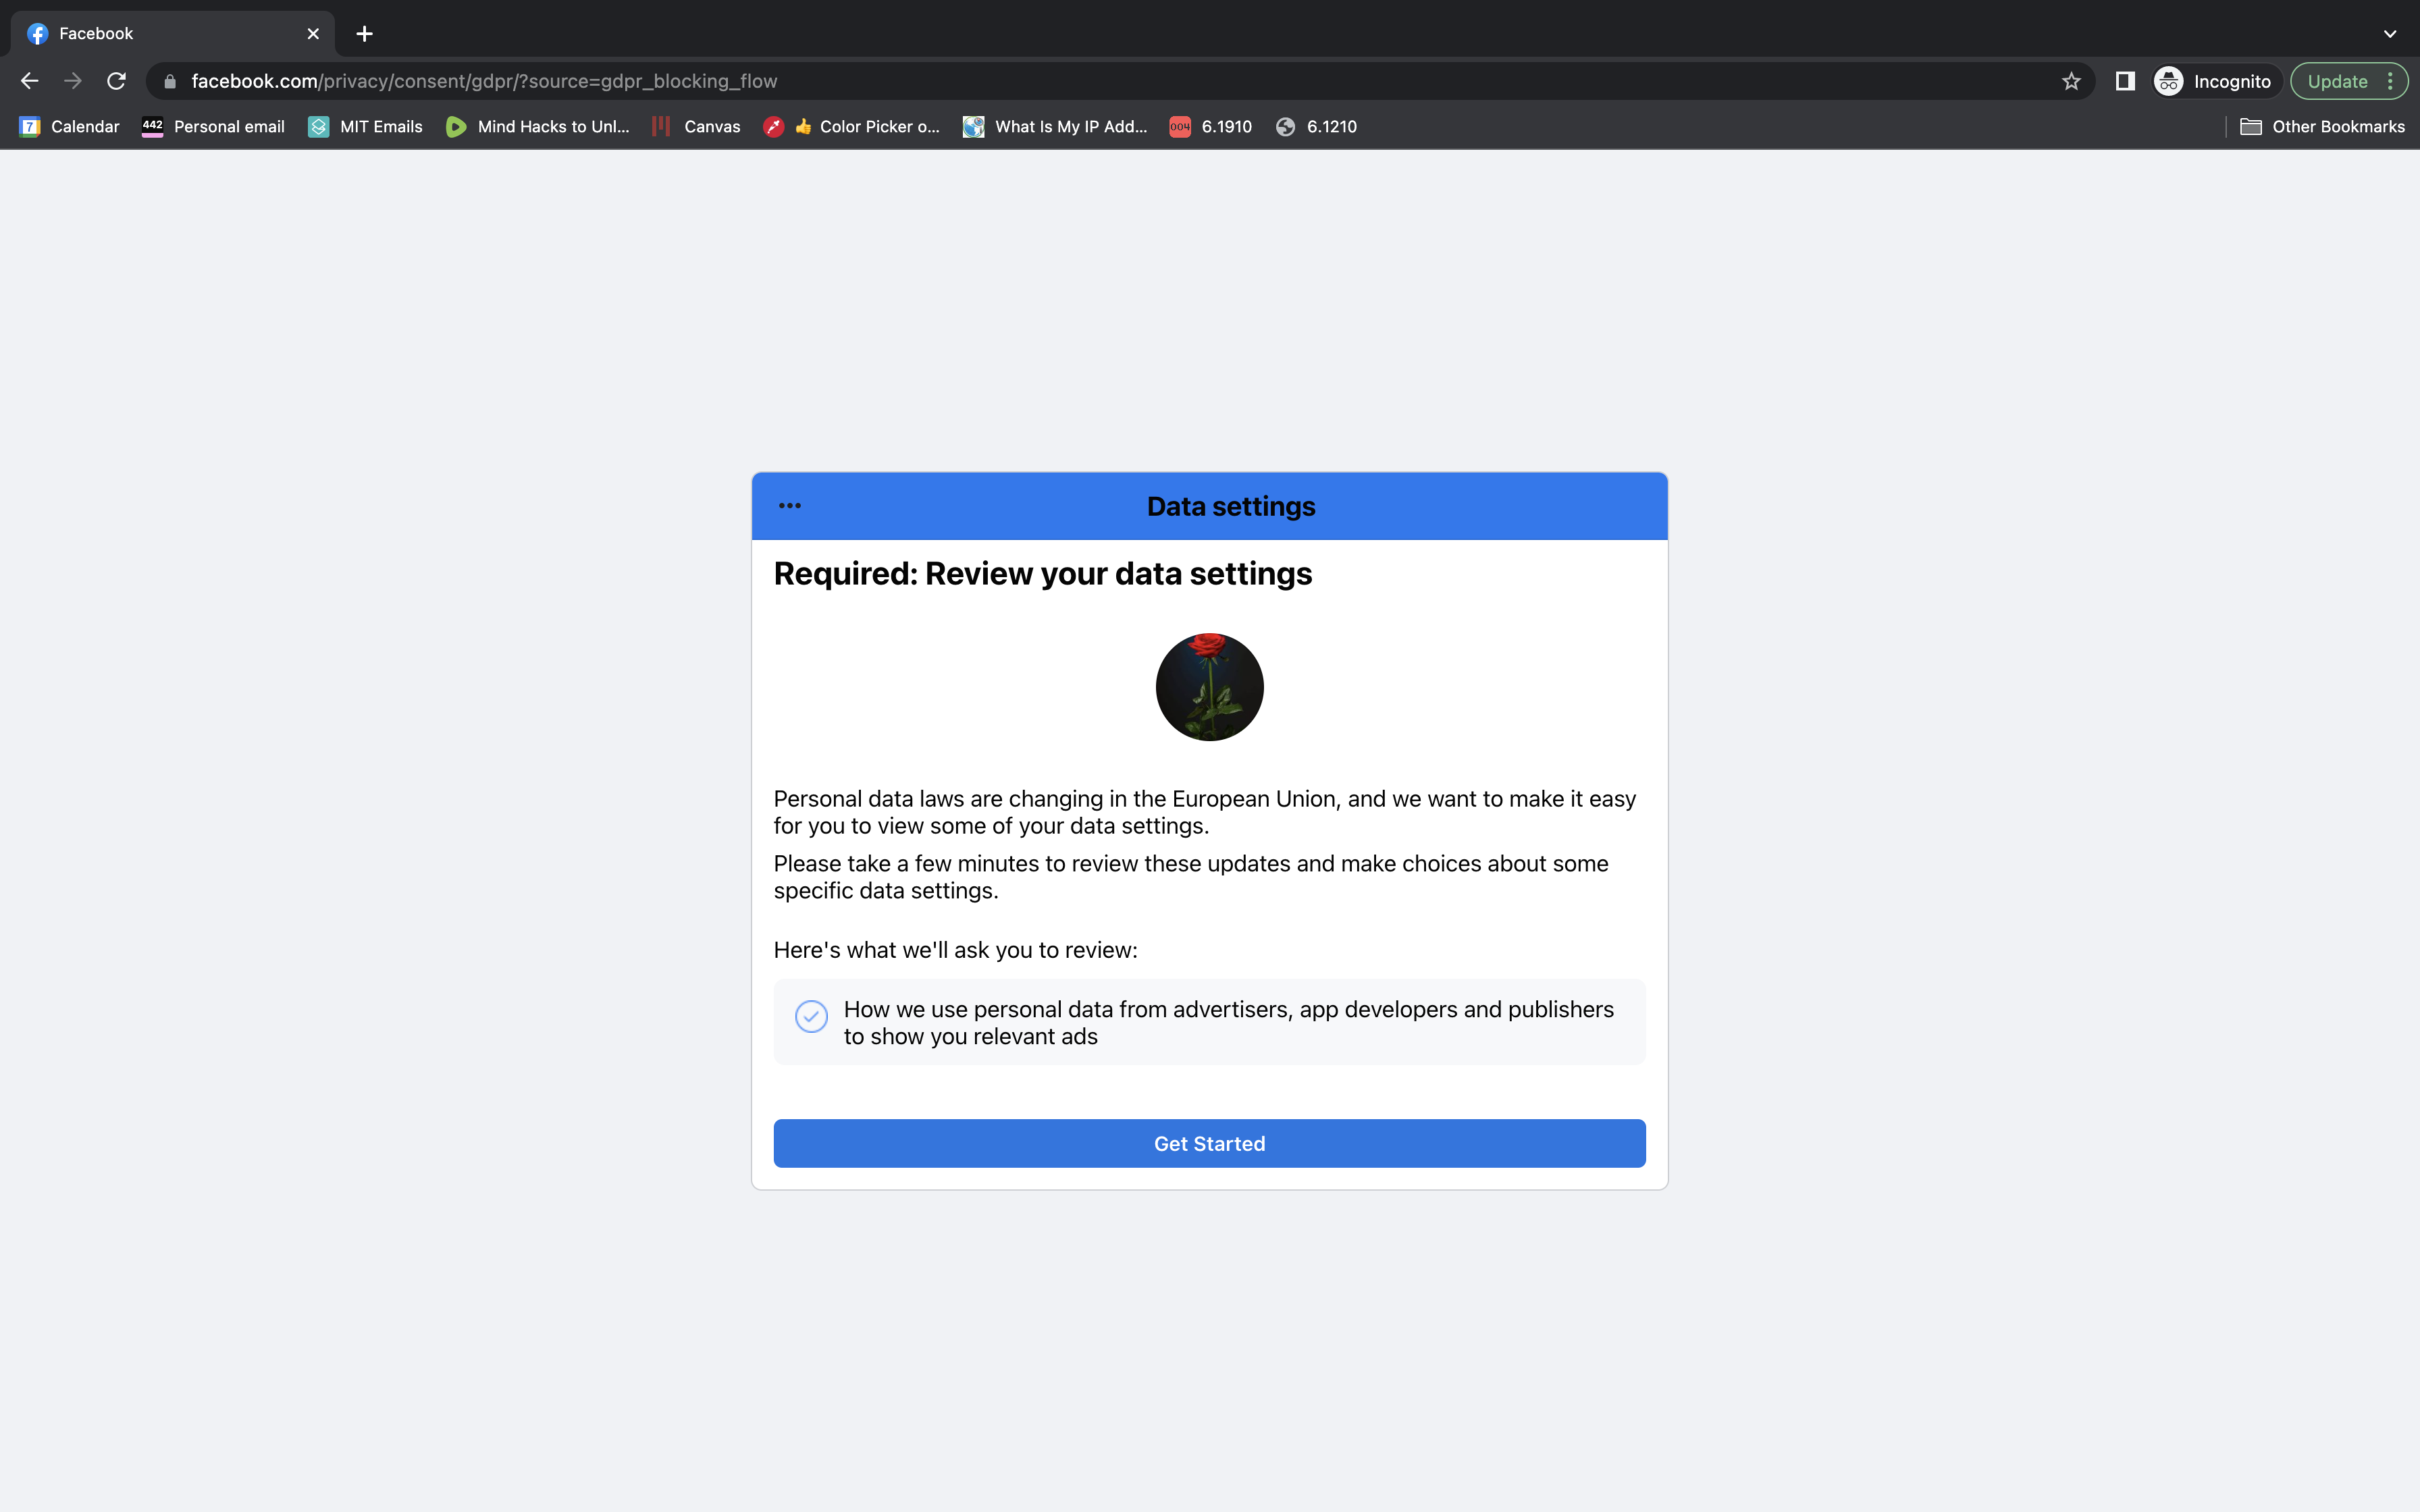 Facebook
facebook.com/privacy/consent/gdpr/?source=gdpr_blocking_flow
Incognito
Update
7
Calendar
442
Personal email
MIT Emails
Mind Hacks to Unl...
Canvas
👍 Color Picker o...
What Is My IP Add...
004
6.1910
6.1210
Other Bookmarks
Data settings
Required: Review your data settings
Personal data laws are changing in the European Union, and we want to make it easy
for you to view some of your data settings.
Please take a few minutes to review these updates and make choices about some
specific data settings.
Here's what we'll ask you to review:
How we use personal data from advertisers, app developers and publishers
to show you relevant ads
Get Started